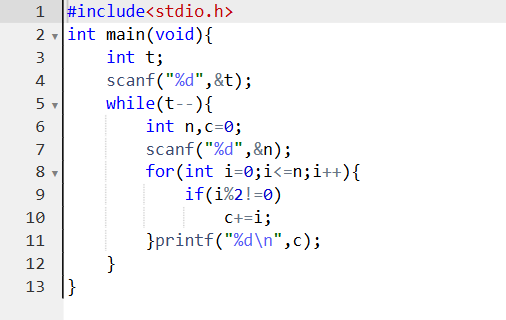 1 #include<stdio.h>
2 int main(void){
3     int t;
4     scanf("%d",&t);
5     while(t--){
6         int n,c=0;
7         scanf("%d",&n);
8         for(int i=0;i<=n;i++){
9             if(i%2!=0)
10                 c+=i;
11         }printf("%d\n",c);
12     }
13 }